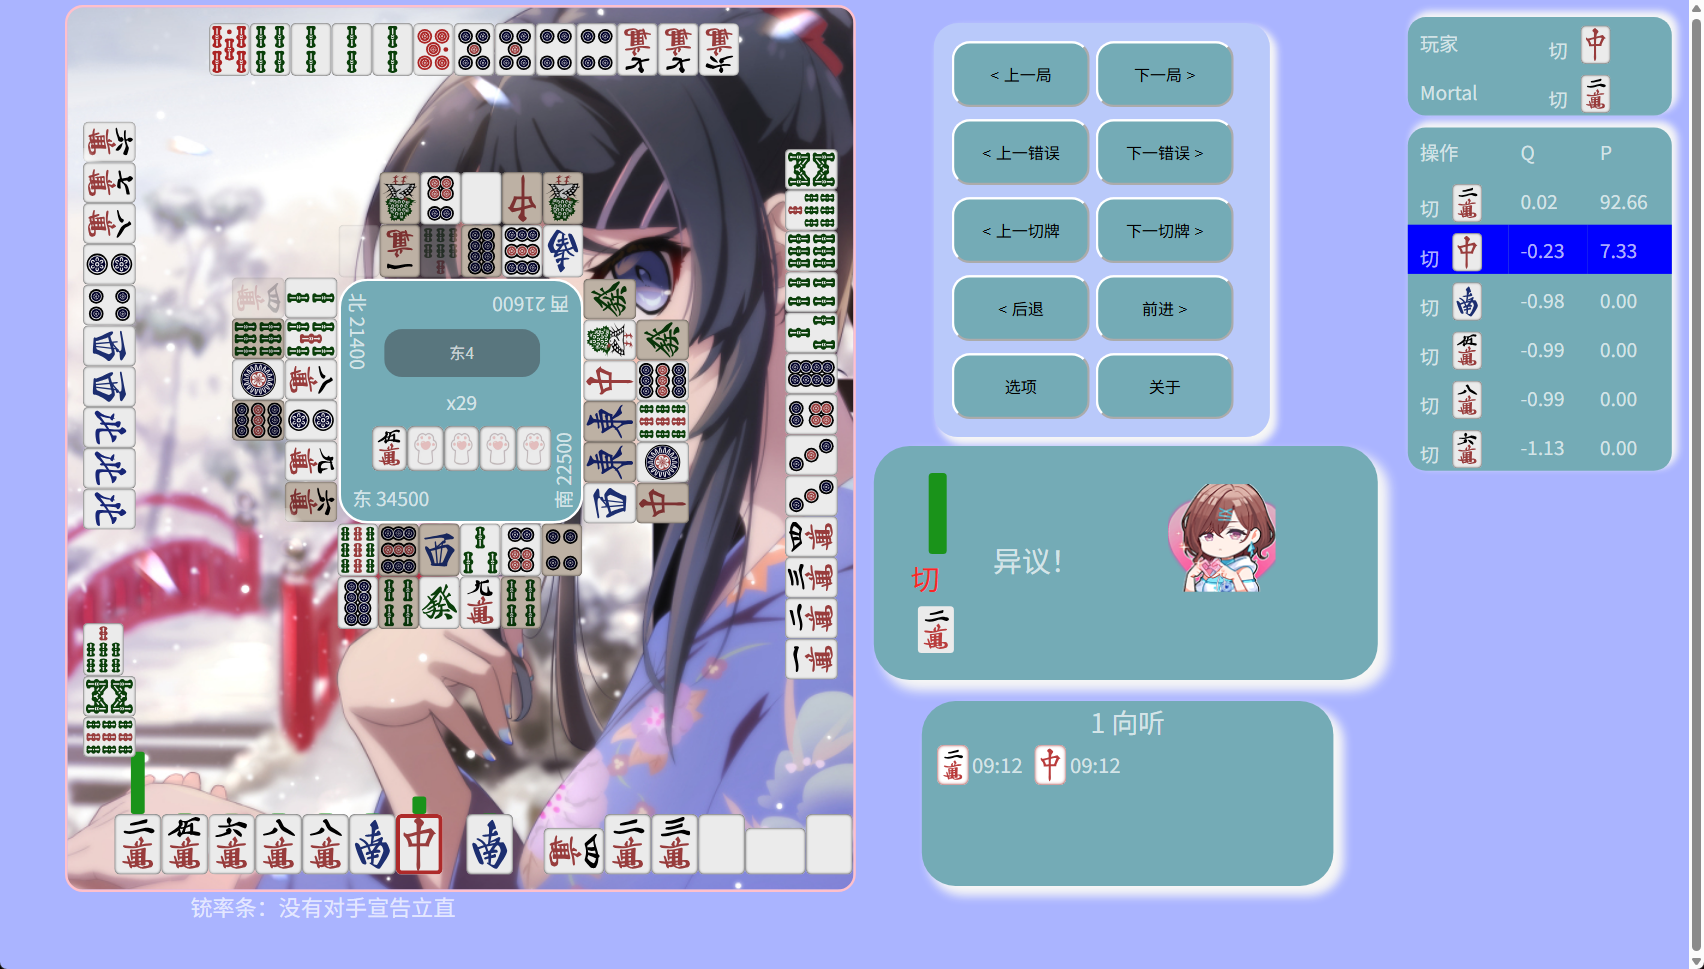 北 21400
西 21600
东4
x29
东 34500
南 22500
铳率条：没有对手宣告立直
< 上一局
下一局 >
< 上一错误
下一错误 >
< 上一切牌
下一切牌 >
< 后退
前进 >
选项
关于
切
异议！
1 向听
09:12
09:12
玩家 切
Mortal 切
操作 Q P
切 0.02 92.66
切 -0.23 7.33
切 -0.98 0.00
切 -0.99 0.00
切 -0.99 0.00
切 -1.13 0.00